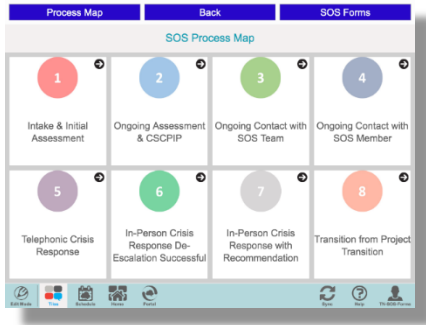 Process Map Back SOS Forms
SOS Process Map
1 2 3 4
Intake & Initial Assessment
Ongoing Assessment & CSCPIP
Ongoing Contact with SOS Team
Ongoing Contact with SOS Member
5 6 7 8
Telephonic Crisis Response
In-Person Crisis Response De-Escalation Successful
In-Person Crisis Response with Recommendation
Transition from Project Transition
Edit Mode Tiles Schedule Home Portal Sync Help TN-SOS-Forms